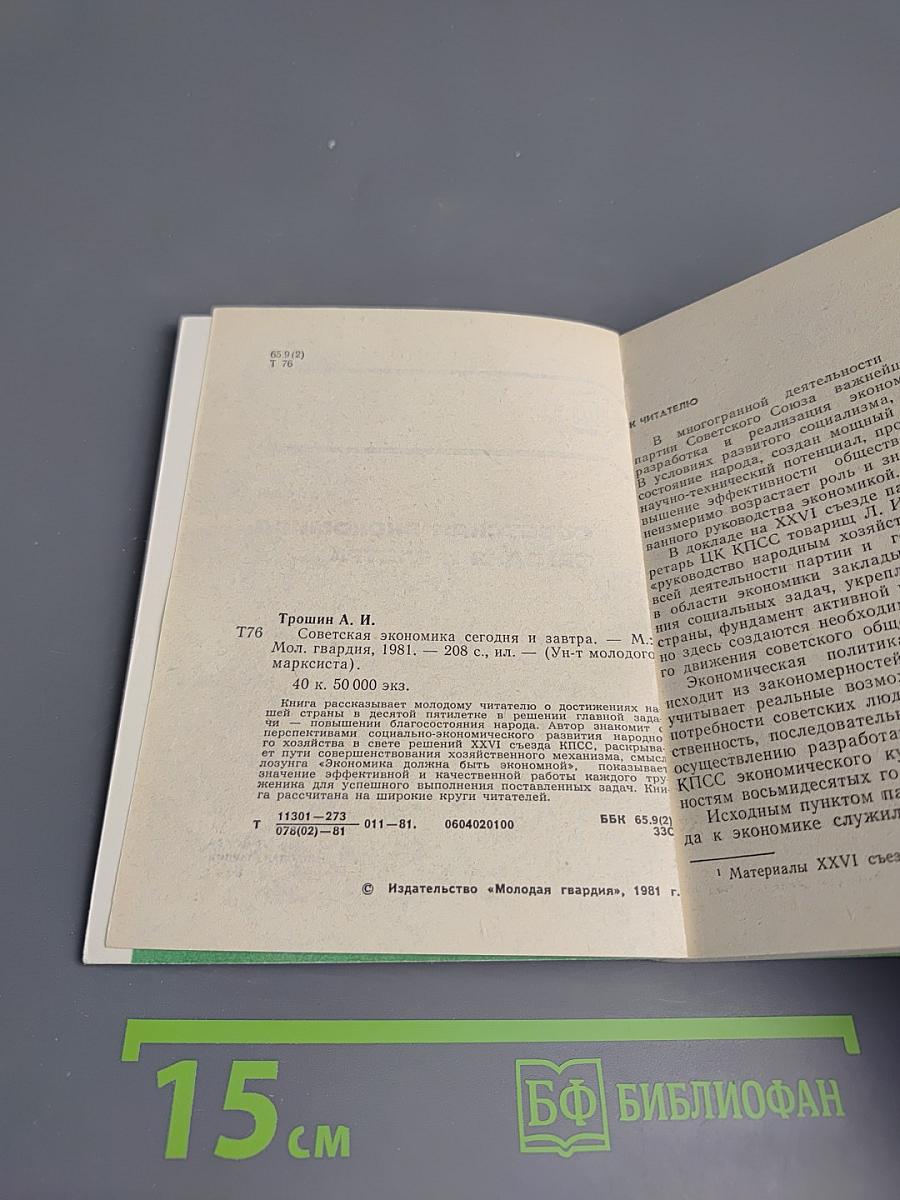 65.9(2)
Т 76
Трошин А. И.
Т76 Советская экономика сегодня и завтра. — М.:
Мол. гвардия, 1981. — 208 с., ил. — (Ун-т молодого
марксиста).
40 к. 50 000 экз.
Книга рассказывает молодому читателю о достижениях на-
шей страны в десятой пятилетке в решении главной зада-
чи — повышении благосостояния народа. Автор знакомит с
перспективами социально-экономического развития народно-
го хозяйства в свете решений XXVI съезда КПСС, раскрыва-
ет пути совершенствования хозяйственного механизма, смысл
лозунга «Экономика должна быть экономной», показывает
значение эффективной и качественной работы каждого тру-
женика для успешного выполнения поставленных задач. Кни-
га рассчитана на широкие круги читателей.
Т 11301—273
078(02)—81 011—81. 0604020100 ББК 65.9(2)
33С
© Издательство «Молодая гвардия», 1981 г.
К ЧИТАТЕЛЮ
В многогранной деятельности
партии Советского Союза важнейш
разработка и реализация эконом
В условиях развитого социализма,
состояние народа, создан мощный
научно-технический потенциал, про
вышение эффективности обществ
неизмеримо возрастает роль и зн
ванного руководства экономикой.
В докладе на XXVI съезде па
ретарь ЦК КПСС товарищ Л. И
«руководство народным хозяйст
всей деятельности партии и г
в области экономики заклады
ния социальных задач, укрепл
страны, фундамент активной
но здесь создаются необходи
го движения советского общ
Экономическая политика
исходит из закономерностей
учитывает реальные возмож
потребности советских люд
ственность, последователь
осуществлению разработа
КПСС экономического ку
ностям восьмидесятых го
Исходным пунктом па
да к экономике служил
¹ Материалы XXVI съез
15 см
БФ БИБЛИОФАН